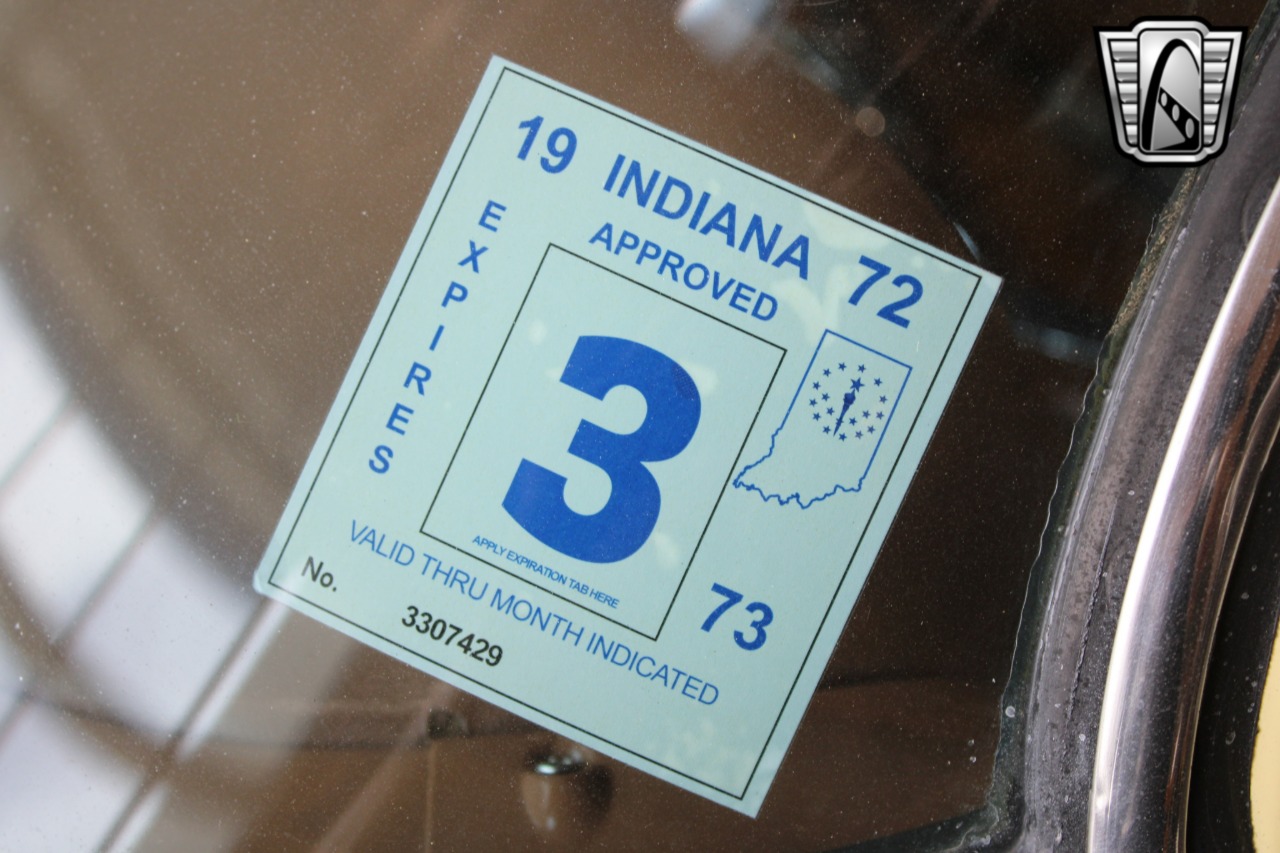 19 INDIANA 72
APPROVED
EXPIRES
3
APPLY EXPIRATION TAB HERE
73
VALID THRU MONTH INDICATED
No. 3307429